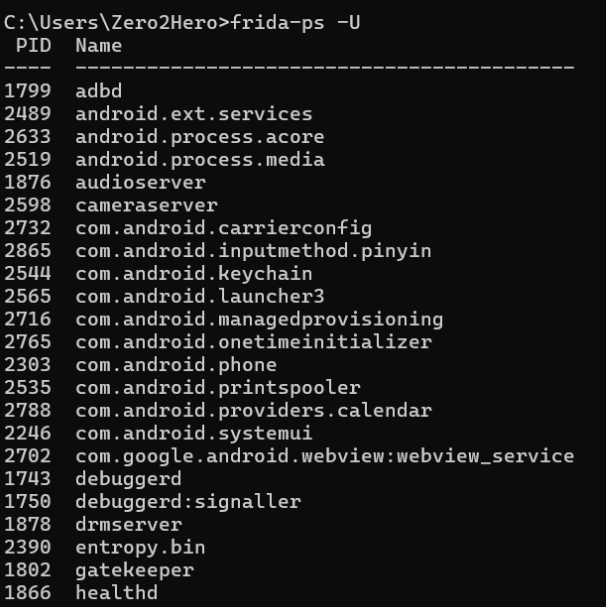 C:\Users\Zero2Hero>frida-ps -U
PID Name
---- ------------------------------------------
1799 adbd
2489 android.ext.services
2633 android.process.acore
2519 android.process.media
1876 audioserver
2598 cameraserver
2732 com.android.carrierconfig
2865 com.android.inputmethod.pinyin
2544 com.android.keychain
2565 com.android.launcher3
2716 com.android.managedprovisioning
2765 com.android.onetimeinitializer
2303 com.android.phone
2535 com.android.printspooler
2788 com.android.providers.calendar
2246 com.android.systemui
2702 com.google.android.webview:webview_service
1743 debuggerd
1750 debuggerd:signaller
1878 drmserver
2390 entropy.bin
1802 gatekeeper
1866 healthd